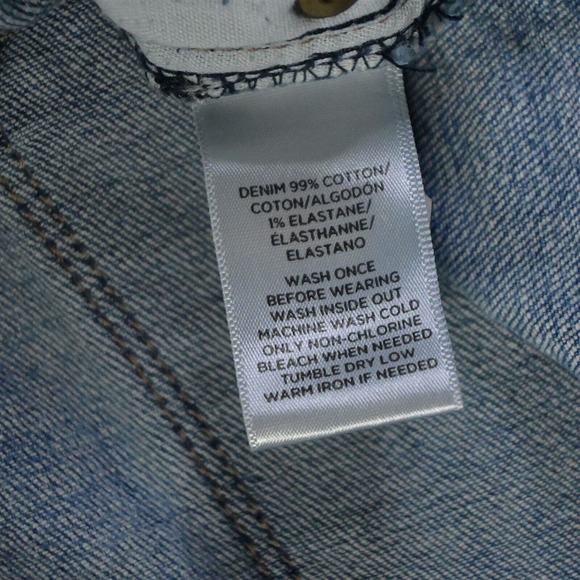 DENIM 99% COTTON/
COTON/ALGODÓN
1% ELASTANE/
ÉLASTHANNE/
ELASTANO
WASH ONCE
BEFORE WEARING
WASH INSIDE OUT
MACHINE WASH COLD
ONLY NON-CHLORINE
BLEACH WHEN NEEDED
TUMBLE DRY LOW
WARM IRON IF NEEDED